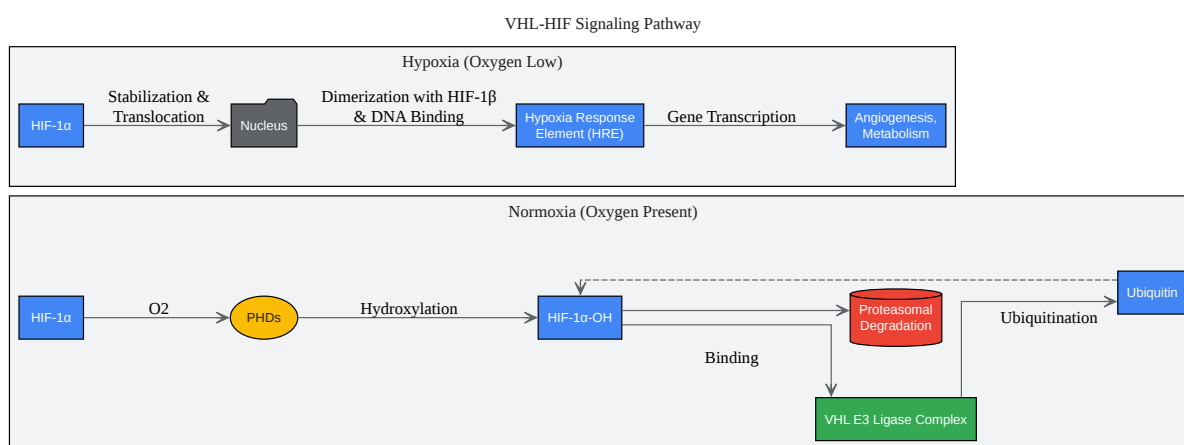 VHL-HIF Signaling Pathway
Hypoxia (Oxygen Low)
HIF-1α
Stabilization &
Translocation
Nucleus
Dimerization with HIF-1β
& DNA Binding
Hypoxia Response
Element (HRE)
Gene Transcription
Angiogenesis,
Metabolism
Normoxia (Oxygen Present)
HIF-1α
O2
PHDs
Hydroxylation
HIF-1α-OH
Proteasomal
Degradation
Binding
VHL E3 Ligase Complex
Ubiquitination
Ubiquitin